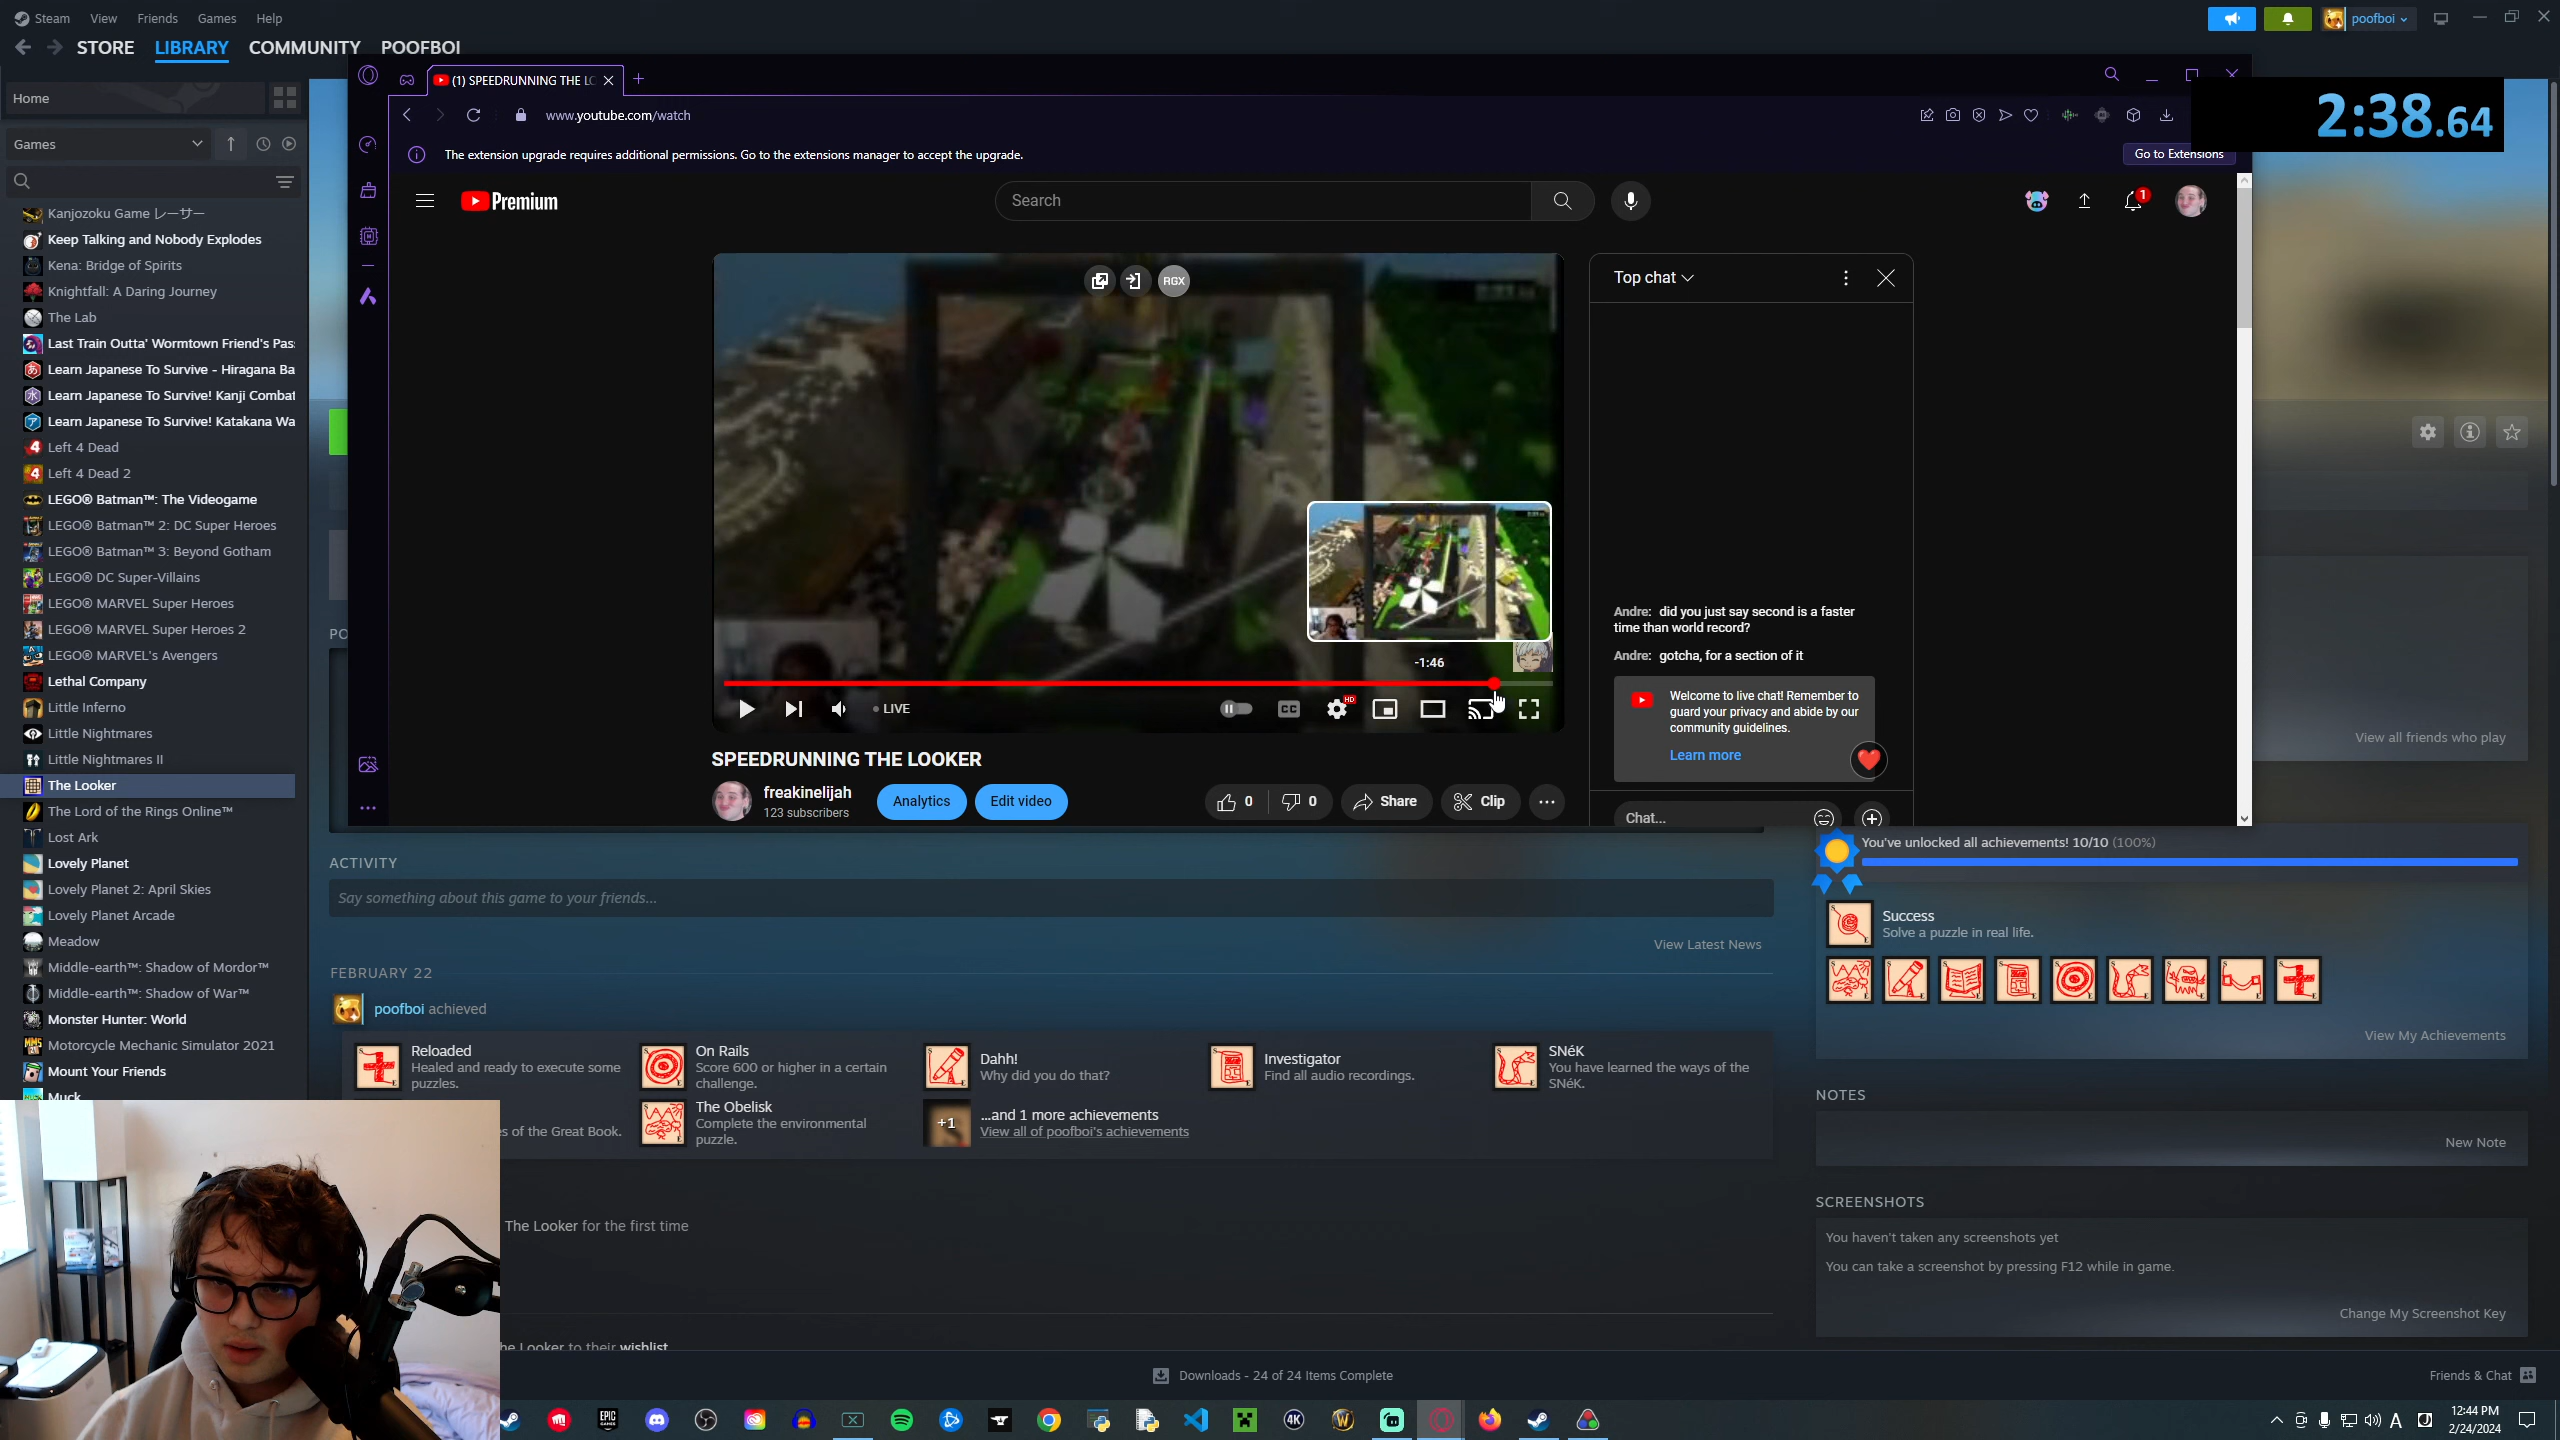 Steam View Friends Games Help
poofboi
STORE LIBRARY COMMUNITY POOFBOI
(1) SPEEDRUNNING THE LO
Home
www.youtube.com/watch
2:38.64
Games
The extension upgrade requires additional permissions. Go to the extensions manager to accept the upgrade.
Go to Extensions
Premium
Search
1
Kanjozoku Game レーサー
Keep Talking and Nobody Explodes
Kena: Bridge of Spirits
Knightfall: A Daring Journey
The Lab
Last Train Outta' Wormtown Friend's Pas
Learn Japanese To Survive - Hiragana Ba
Learn Japanese To Survive! Kanji Combat
Learn Japanese To Survive! Katakana Wa
Left 4 Dead
Left 4 Dead 2
LEGO® Batman™: The Videogame
LEGO® Batman™ 2: DC Super Heroes
LEGO® Batman™ 3: Beyond Gotham
LEGO® DC Super-Villains
LEGO® MARVEL Super Heroes
LEGO® MARVEL Super Heroes 2
LEGO® MARVEL's Avengers
Lethal Company
Little Inferno
Little Nightmares
Little Nightmares II
The Looker
The Lord of the Rings Online™
Lost Ark
Lovely Planet
Lovely Planet 2: April Skies
Lovely Planet Arcade
Meadow
Middle-earth™: Shadow of Mordor™
Middle-earth™: Shadow of War™
Monster Hunter: World
Motorcycle Mechanic Simulator 2021
Mount Your Friends
Muck
RGX
-1:46
LIVE
CC
HD
Top chat
Andre: did you just say second is a faster
time than world record?
Andre: gotcha, for a section of it
Welcome to live chat! Remember to
guard your privacy and abide by our
community guidelines.
Learn more
Chat...
SPEEDRUNNING THE LOOKER
freakinelijah
123 subscribers
Analytics
Edit video
0
0
Share
Clip
PO
View all friends who play
You've unlocked all achievements! 10/10 (100%)
Success
Solve a puzzle in real life.
View My Achievements
ACTIVITY
Say something about this game to your friends...
View Latest News
FEBRUARY 22
poofboi achieved
Reloaded
Healed and ready to execute some
puzzles.
On Rails
Score 600 or higher in a certain
challenge.
Dahh!
Why did you do that?
Investigator
Find all audio recordings.
SNéK
You have learned the ways of the
SNéK.
s of the Great Book.
The Obelisk
Complete the environmental
puzzle.
+1
...and 1 more achievements
View all of poofboi's achievements
The Looker for the first time
he Looker to their wishlist
NOTES
New Note
SCREENSHOTS
You haven't taken any screenshots yet
You can take a screenshot by pressing F12 while in game.
Change My Screenshot Key
Downloads - 24 of 24 Items Complete
Friends & Chat
EPIC GAMES
4K
A
12:44 PM
2/24/2024